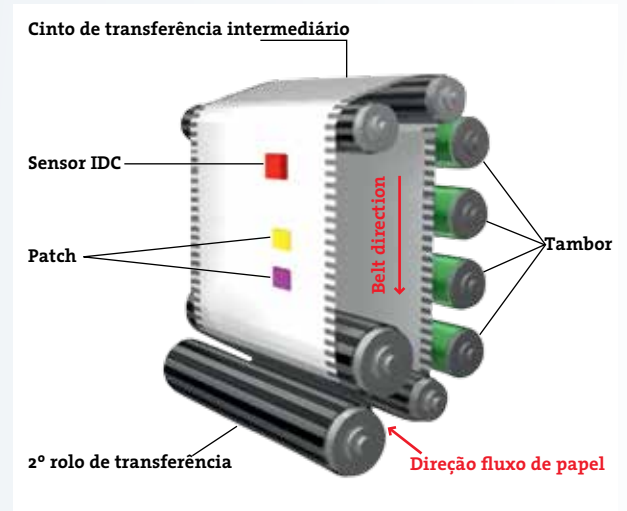 Cinto de transferência intermediário
Sensor IDC
Patch
Belt direction
Tambor
2º rolo de transferência
Direção fluxo de papel